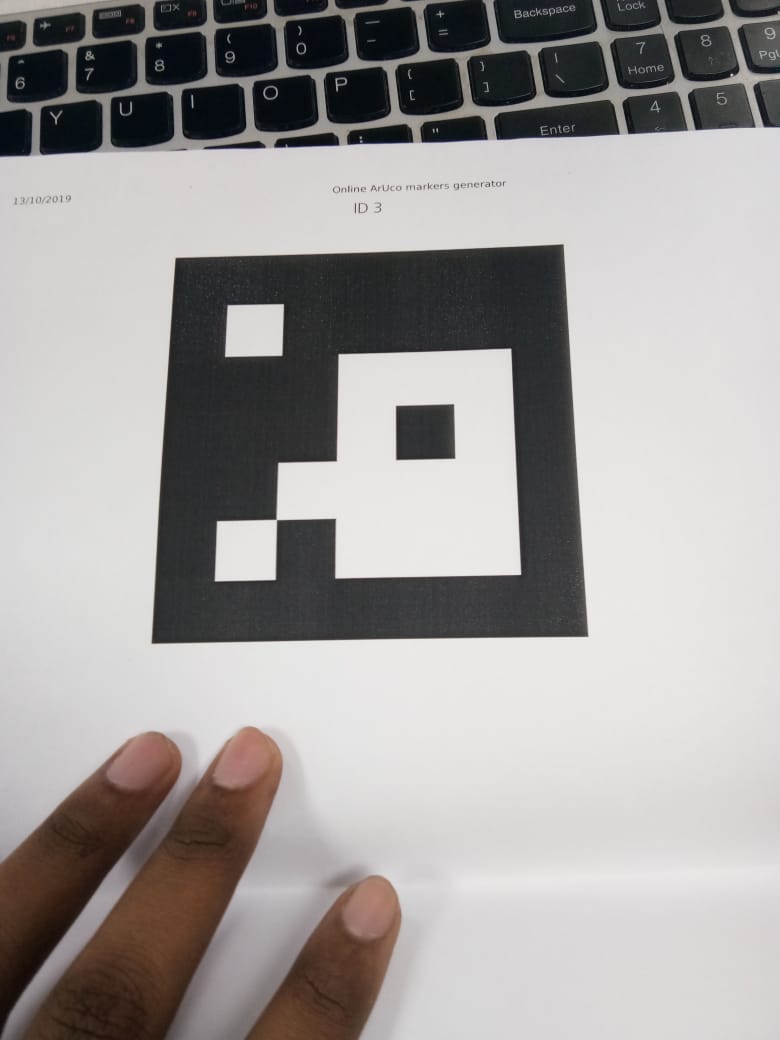 F6 F7 F8 F9 F10
^ 6 & 7 * 8 ( 9 ) 0 — - + = Backspace Lock
7 Home 8 9 PgU
Y U I O P { [ } ] | \
: " Enter 4 5
13/10/2019
Online ArUco markers generator
ID 3